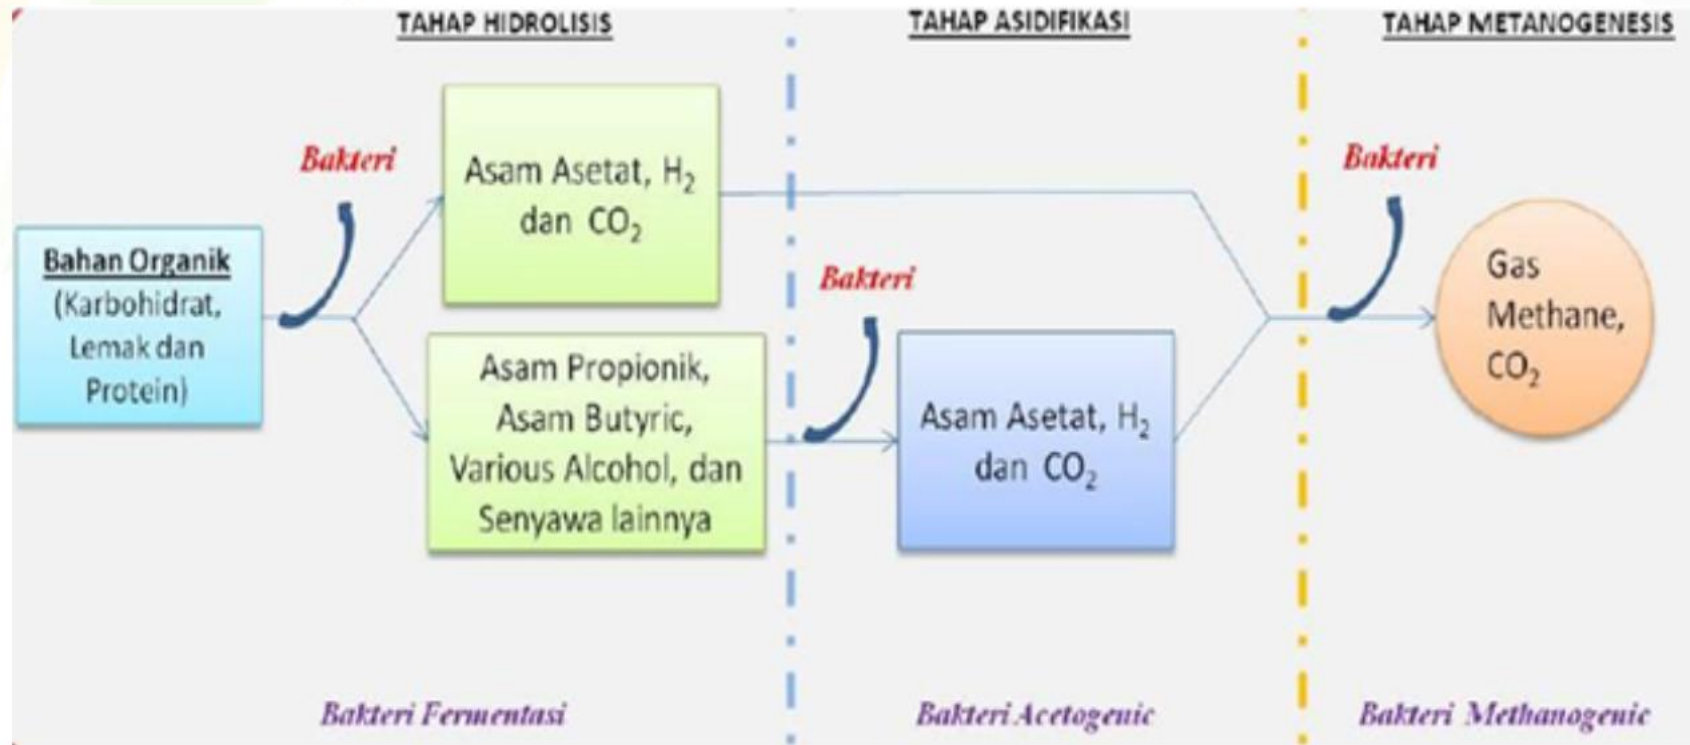 TAHAP HIDROLISIS
TAHAP ASIDIFIKASI
TAHAP METANOGENESIS
Bahan Organik
(Karbohidrat,
Lemak dan
Protein)
Bakteri
Asam Asetat, H₂
dan CO₂
Asam Propionik,
Asam Butyric,
Various Alcohol, dan
Senyawa lainnya
Bakteri
Asam Asetat, H₂
dan CO₂
Bakteri
Gas
Methane,
CO₂
Bakteri Fermentasi
Bakteri Acetogenic
Bakteri Methanogenic